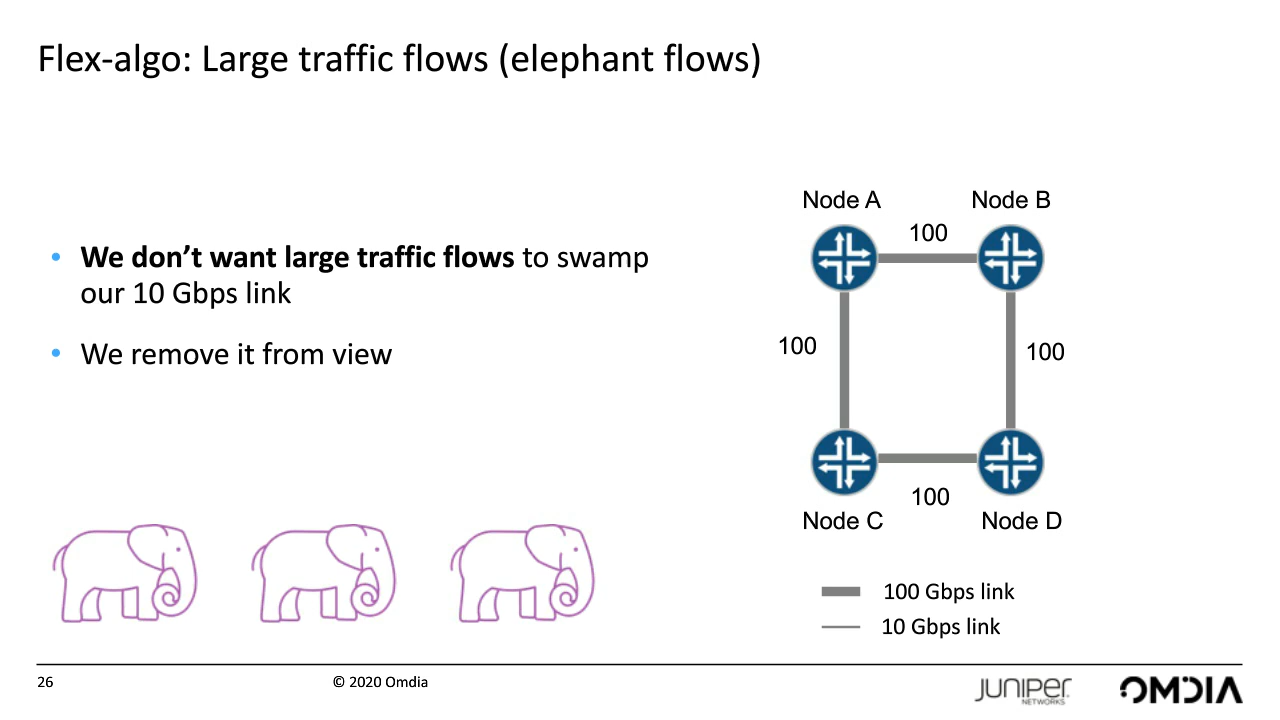 Flex-algo: Large traffic flows (elephant flows)
• We don’t want large traffic flows to swamp
our 10 Gbps link
• We remove it from view
Node A
Node B
100
100
100
100
Node C
Node D
100 Gbps link
10 Gbps link
26
© 2020 Omdia
JUNIPER
NETWORKS
OMDIA